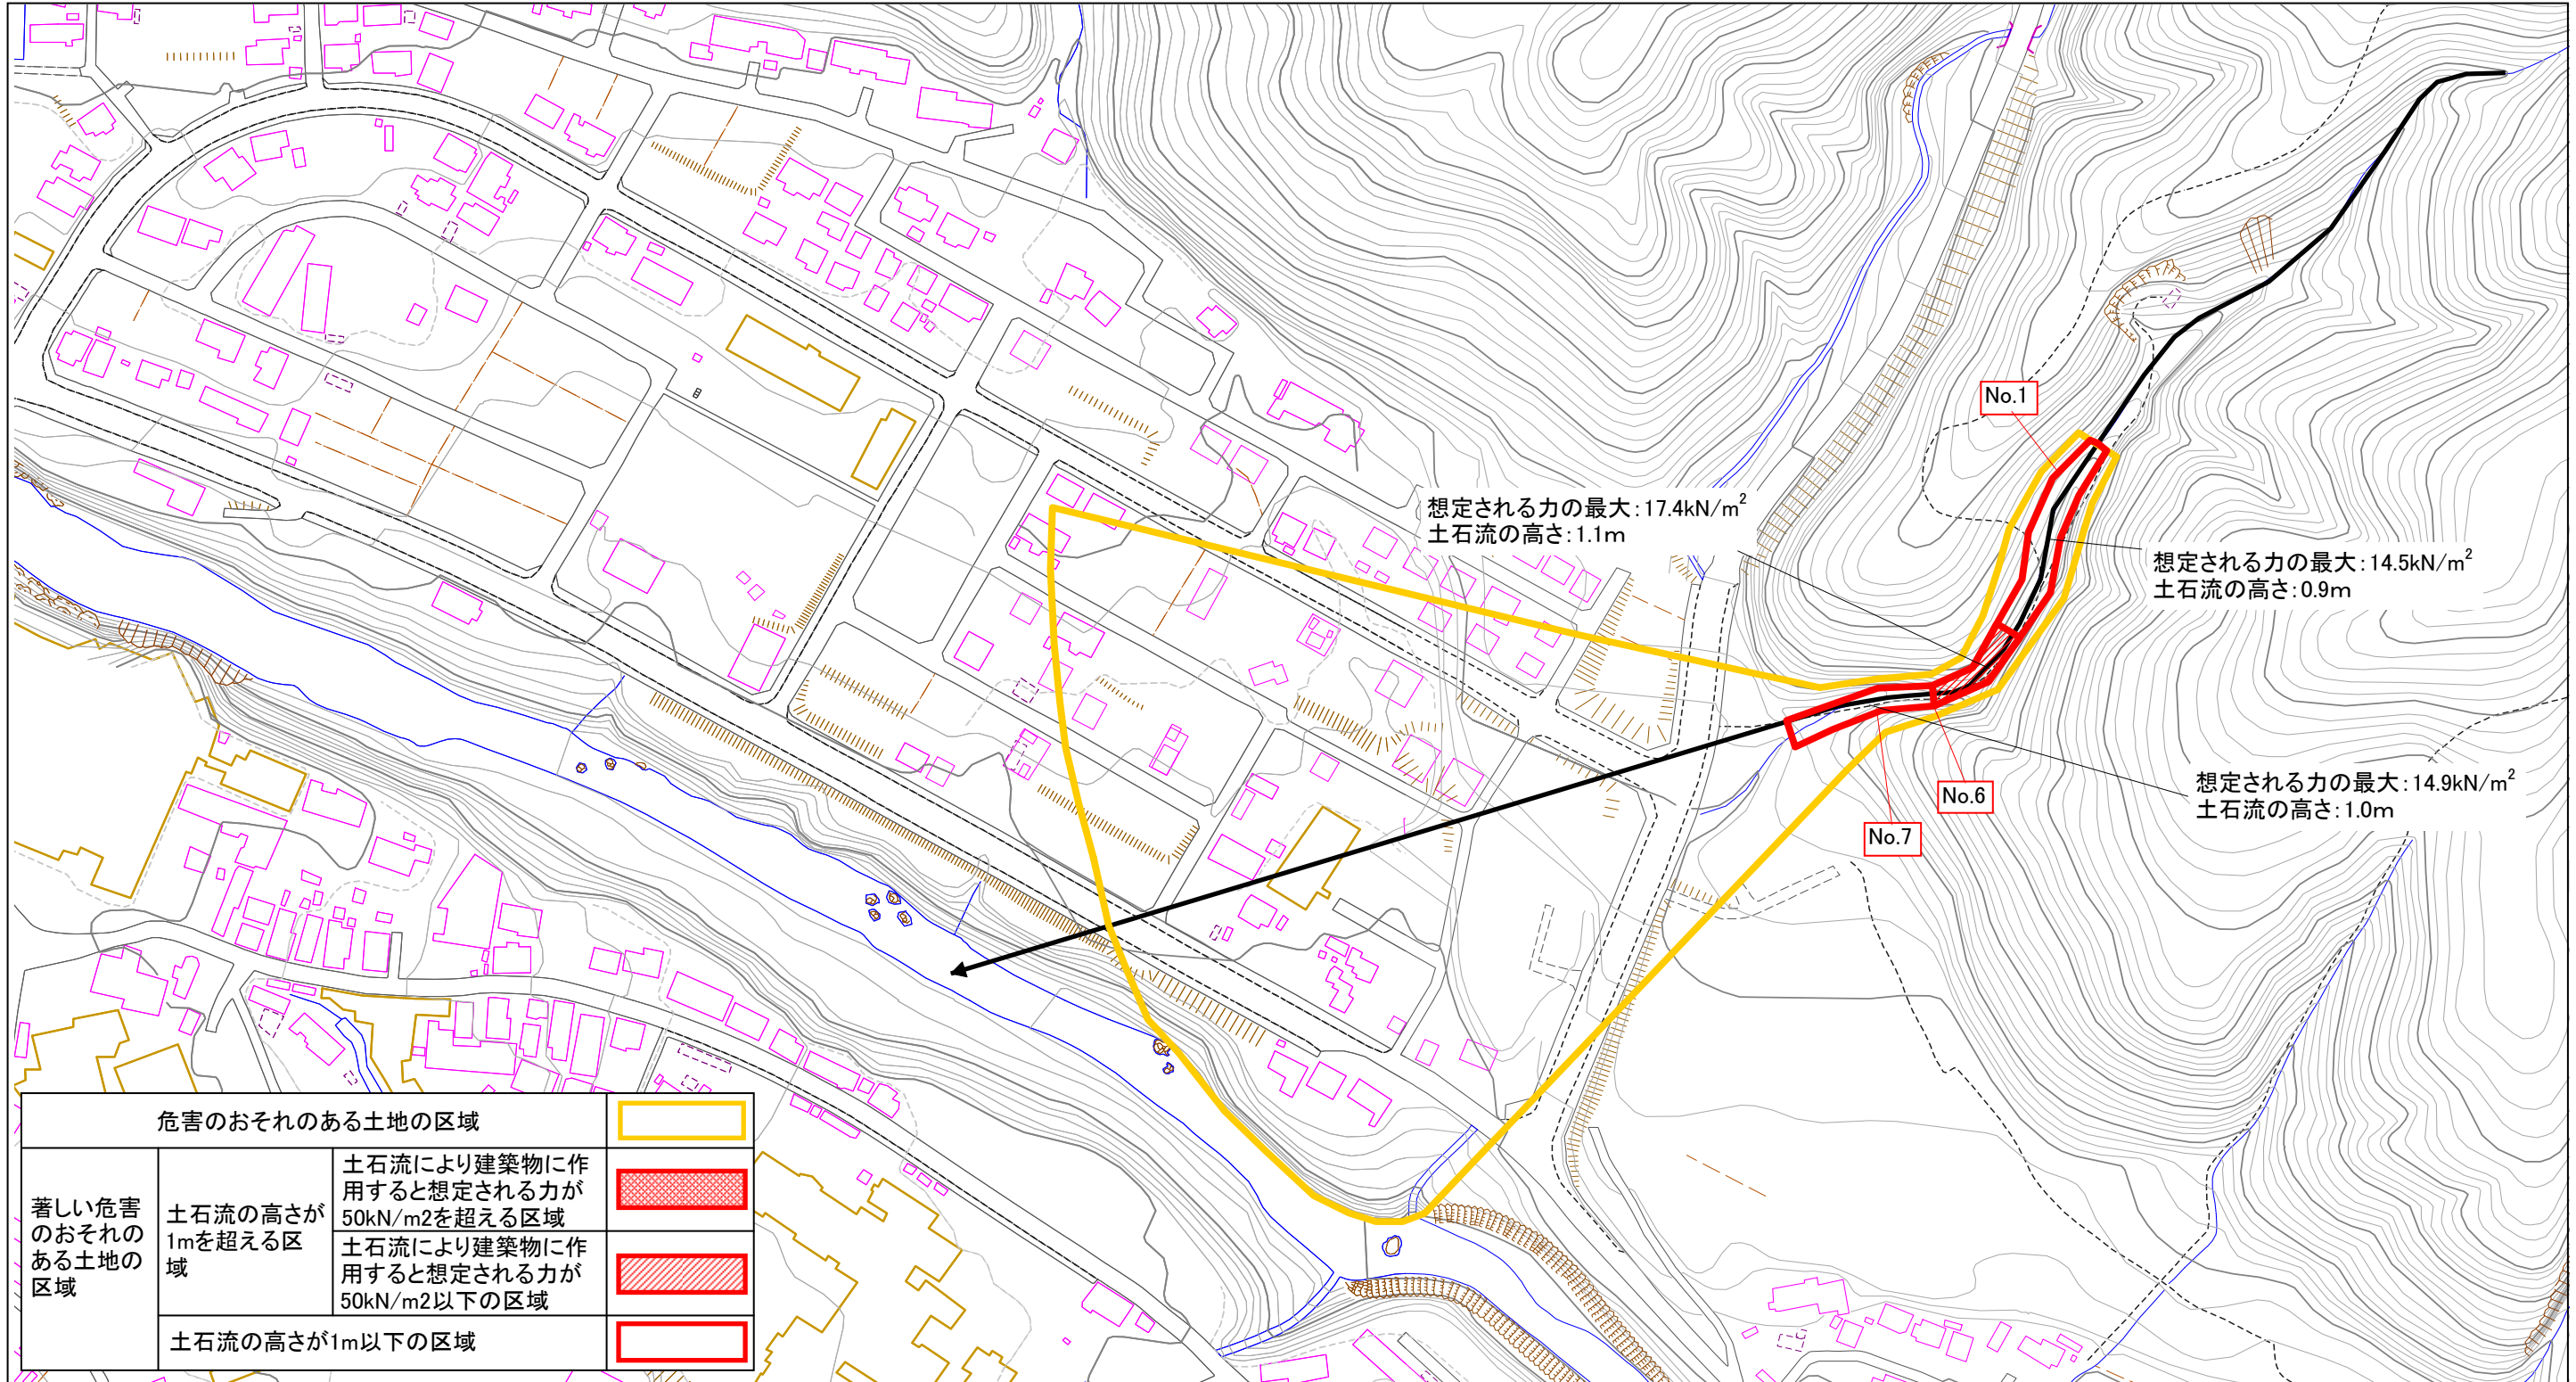 No.1
想定される力の最大:17.4kN/m²
土石流の高さ:1.1m
想定される力の最大:14.5kN/m²
土石流の高さ:0.9m
想定される力の最大:14.9kN/m²
土石流の高さ:1.0m
No.6
No.7
危害のおそれのある土地の区域
著しい危害
のおそれの
ある土地の
区域
土石流の高さが
1mを超える区
域
土石流により建築物に作
用すると想定される力が
50kN/m2を超える区域
土石流により建築物に作
用すると想定される力が
50kN/m2以下の区域
土石流の高さが1m以下の区域